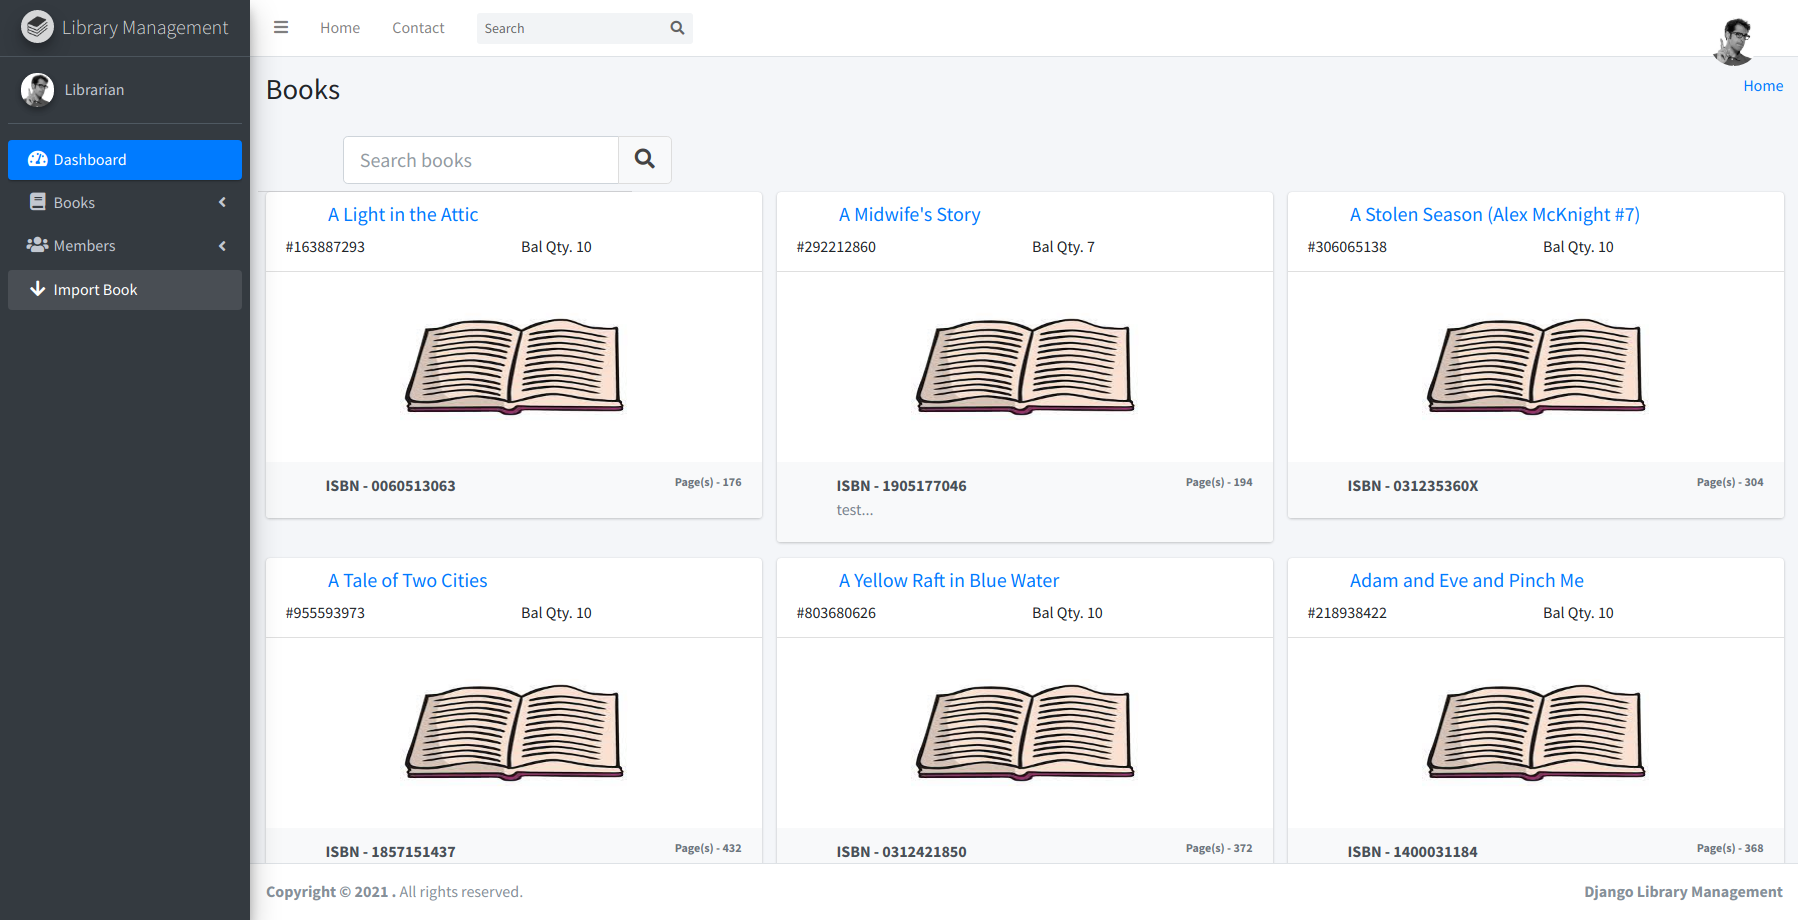 Library Management
Home
Contact
Search
Librarian
Books
Home
Dashboard
Books
Members
Import Book
Search books
A Light in the Attic
#163887293
Bal Qty. 10
ISBN - 0060513063
Page(s) - 176
A Midwife's Story
#292212860
Bal Qty. 7
ISBN - 1905177046
Page(s) - 194
test...
A Stolen Season (Alex McKnight #7)
#306065138
Bal Qty. 10
ISBN - 031235360X
Page(s) - 304
A Tale of Two Cities
#955593973
Bal Qty. 10
ISBN - 1857151437
Page(s) - 432
A Yellow Raft in Blue Water
#803680626
Bal Qty. 10
ISBN - 0312421850
Page(s) - 372
Adam and Eve and Pinch Me
#218938422
Bal Qty. 10
ISBN - 1400031184
Page(s) - 368
Copyright © 2021 . All rights reserved.
Django Library Management